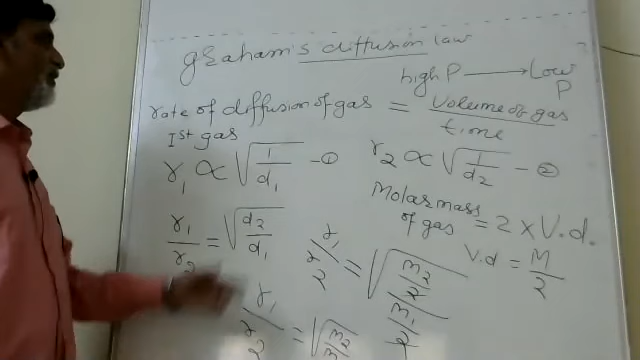 graham's diffusion law
high P ⟶ Low P
rate of diffusion of gas = volume of gas / time
Ist gas
r₁ ∝ √(1/d₁) – ①
r₂ ∝ √(1/d₂) – ②
Molar mass of gas = 2 × V.d.
r₁/r₂ = √(d₂/d₁)
V.d = M/2
r₁/r₂ = √((m₂/2)/(m₁/2))
r₁/r₂ = √(m₂/m